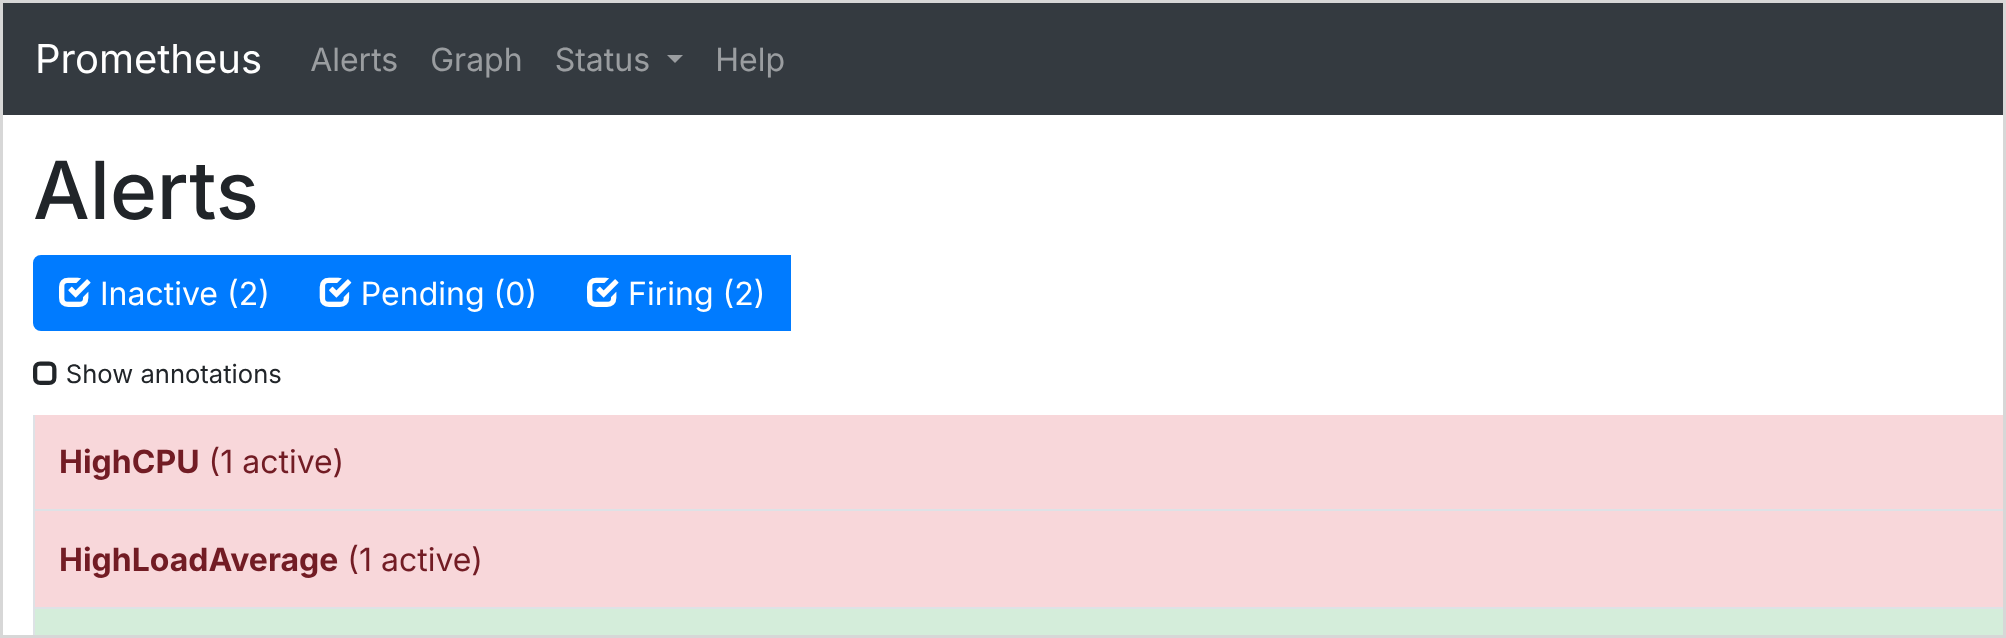 Prometheus Alerts Graph Status Help
Alerts
Inactive (2) Pending (0) Firing (2)
Show annotations
HighCPU (1 active)
HighLoadAverage (1 active)